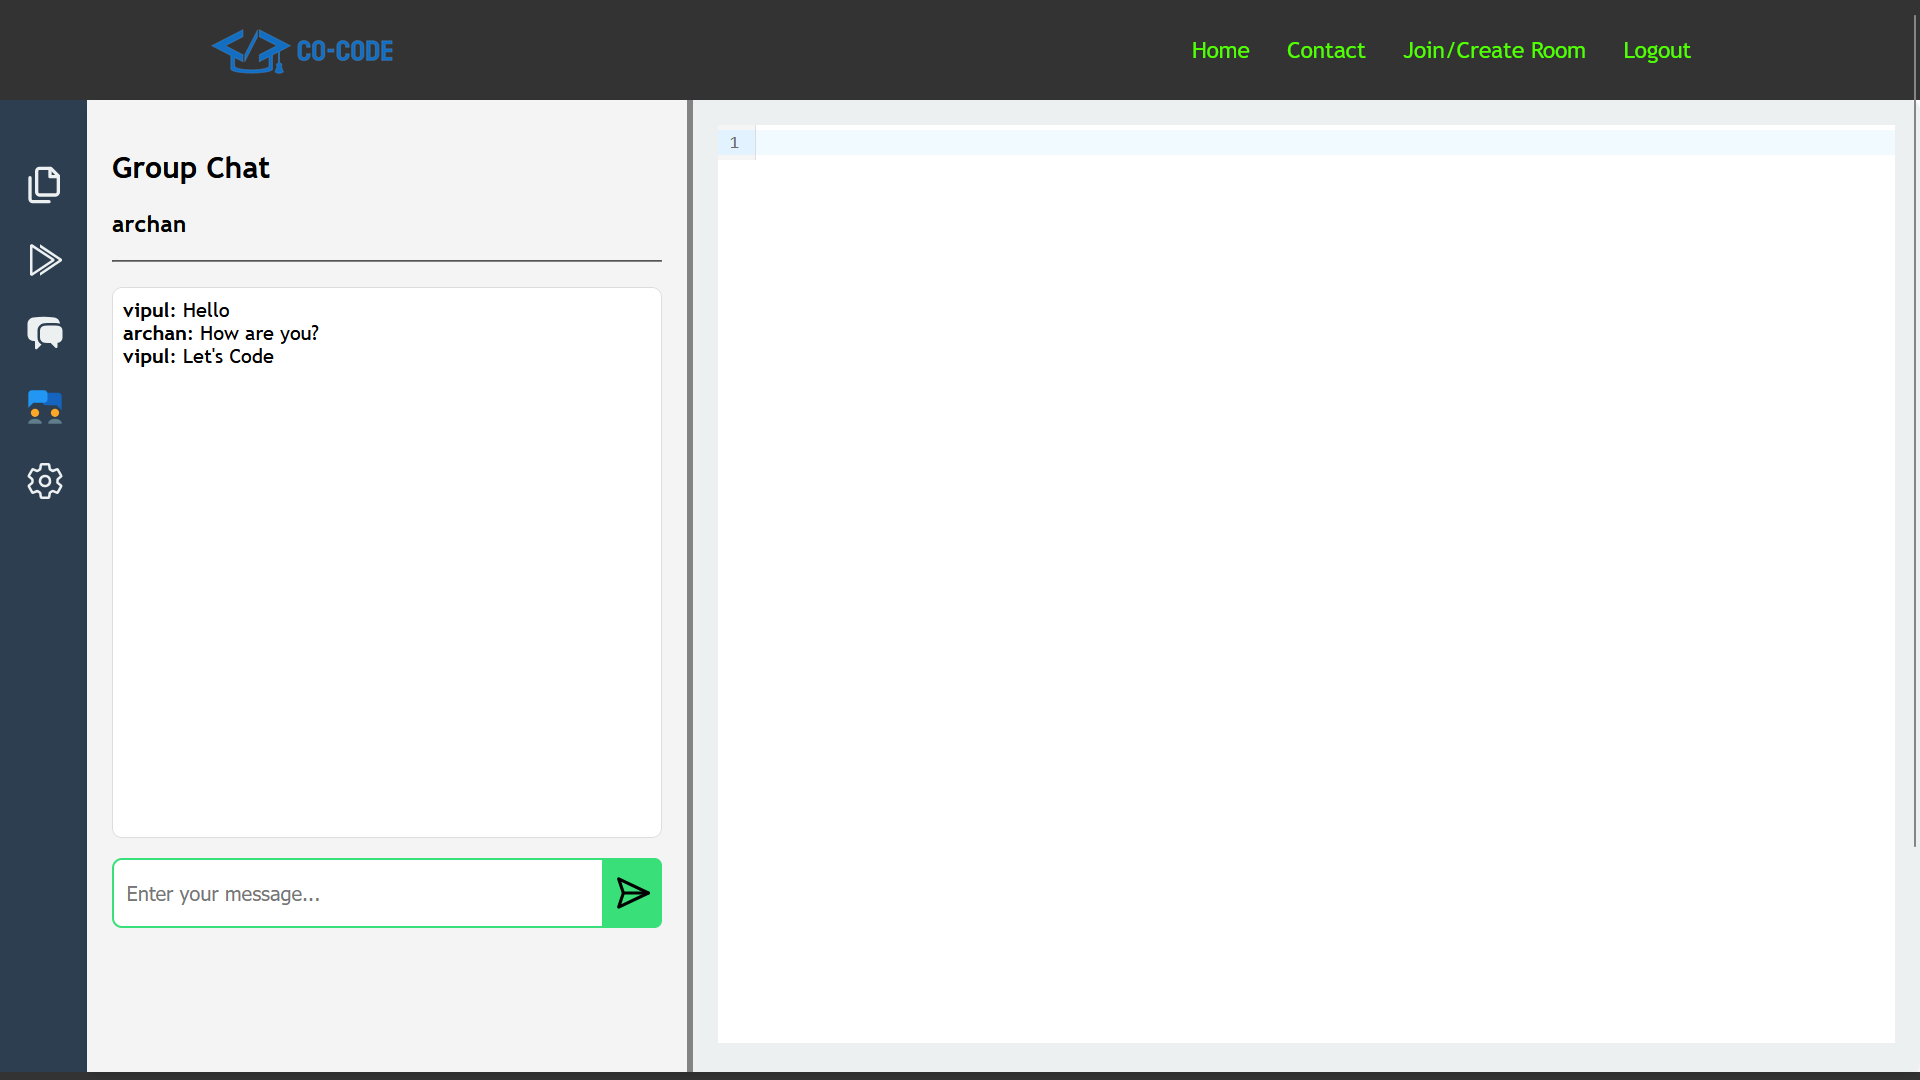 CO-CODE
Home Contact Join/Create Room Logout
Group Chat
archan
vipul: Hello
archan: How are you?
vipul: Let's Code
Enter your message...
1